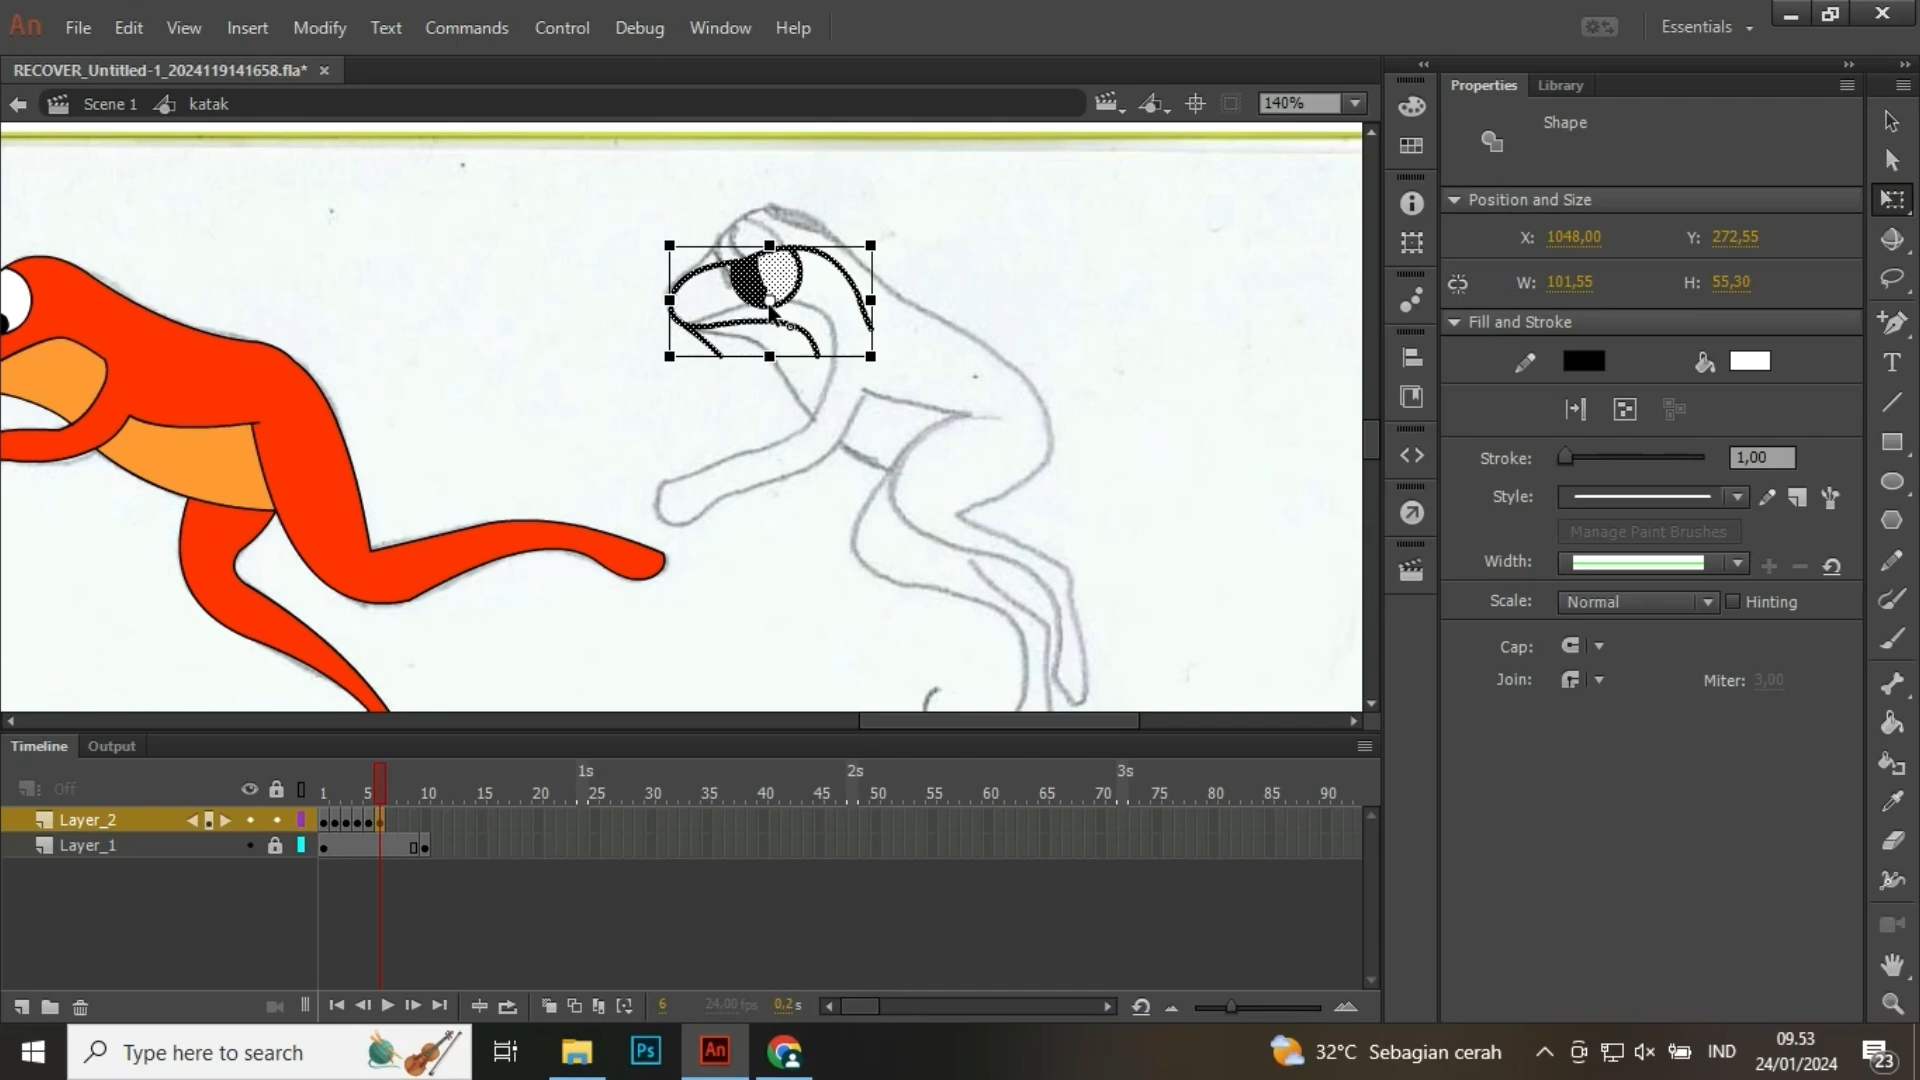 An File Edit View Insert Modify Text Commands Control Debug Window Help Essentials
RECOVER_Untitled-1_2024119141658.fla* ×
Scene 1 katak 140%
Properties Library
Shape
Position and Size
X: 1048,00 Y: 272,55
W: 101,55 H: 55,30
Fill and Stroke
Stroke: 1,00
Style:
Manage Paint Brushes
Width:
Scale: Normal Hinting
Cap:
Join: Miter: 3,00
Timeline Output
1s 2s 3s
Off 1 5 10 15 20 25 30 35 40 45 50 55 60 65 70 75 80 85 90
Layer_2
Layer_1
6 24,00 fps 0,2 s
Type here to search Ps An 32°C Sebagian cerah IND 09.53
24/01/2024 23